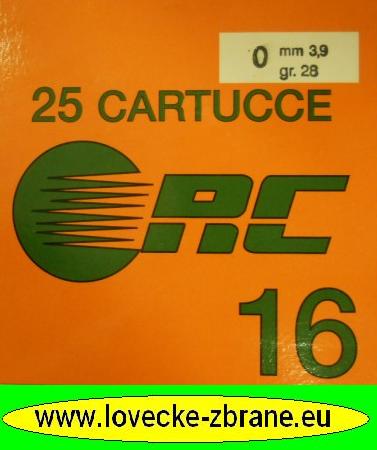 0 mm 3,9
gr. 28
25 CARTUCCE
RC
16
www.lovecke-zbrane.eu